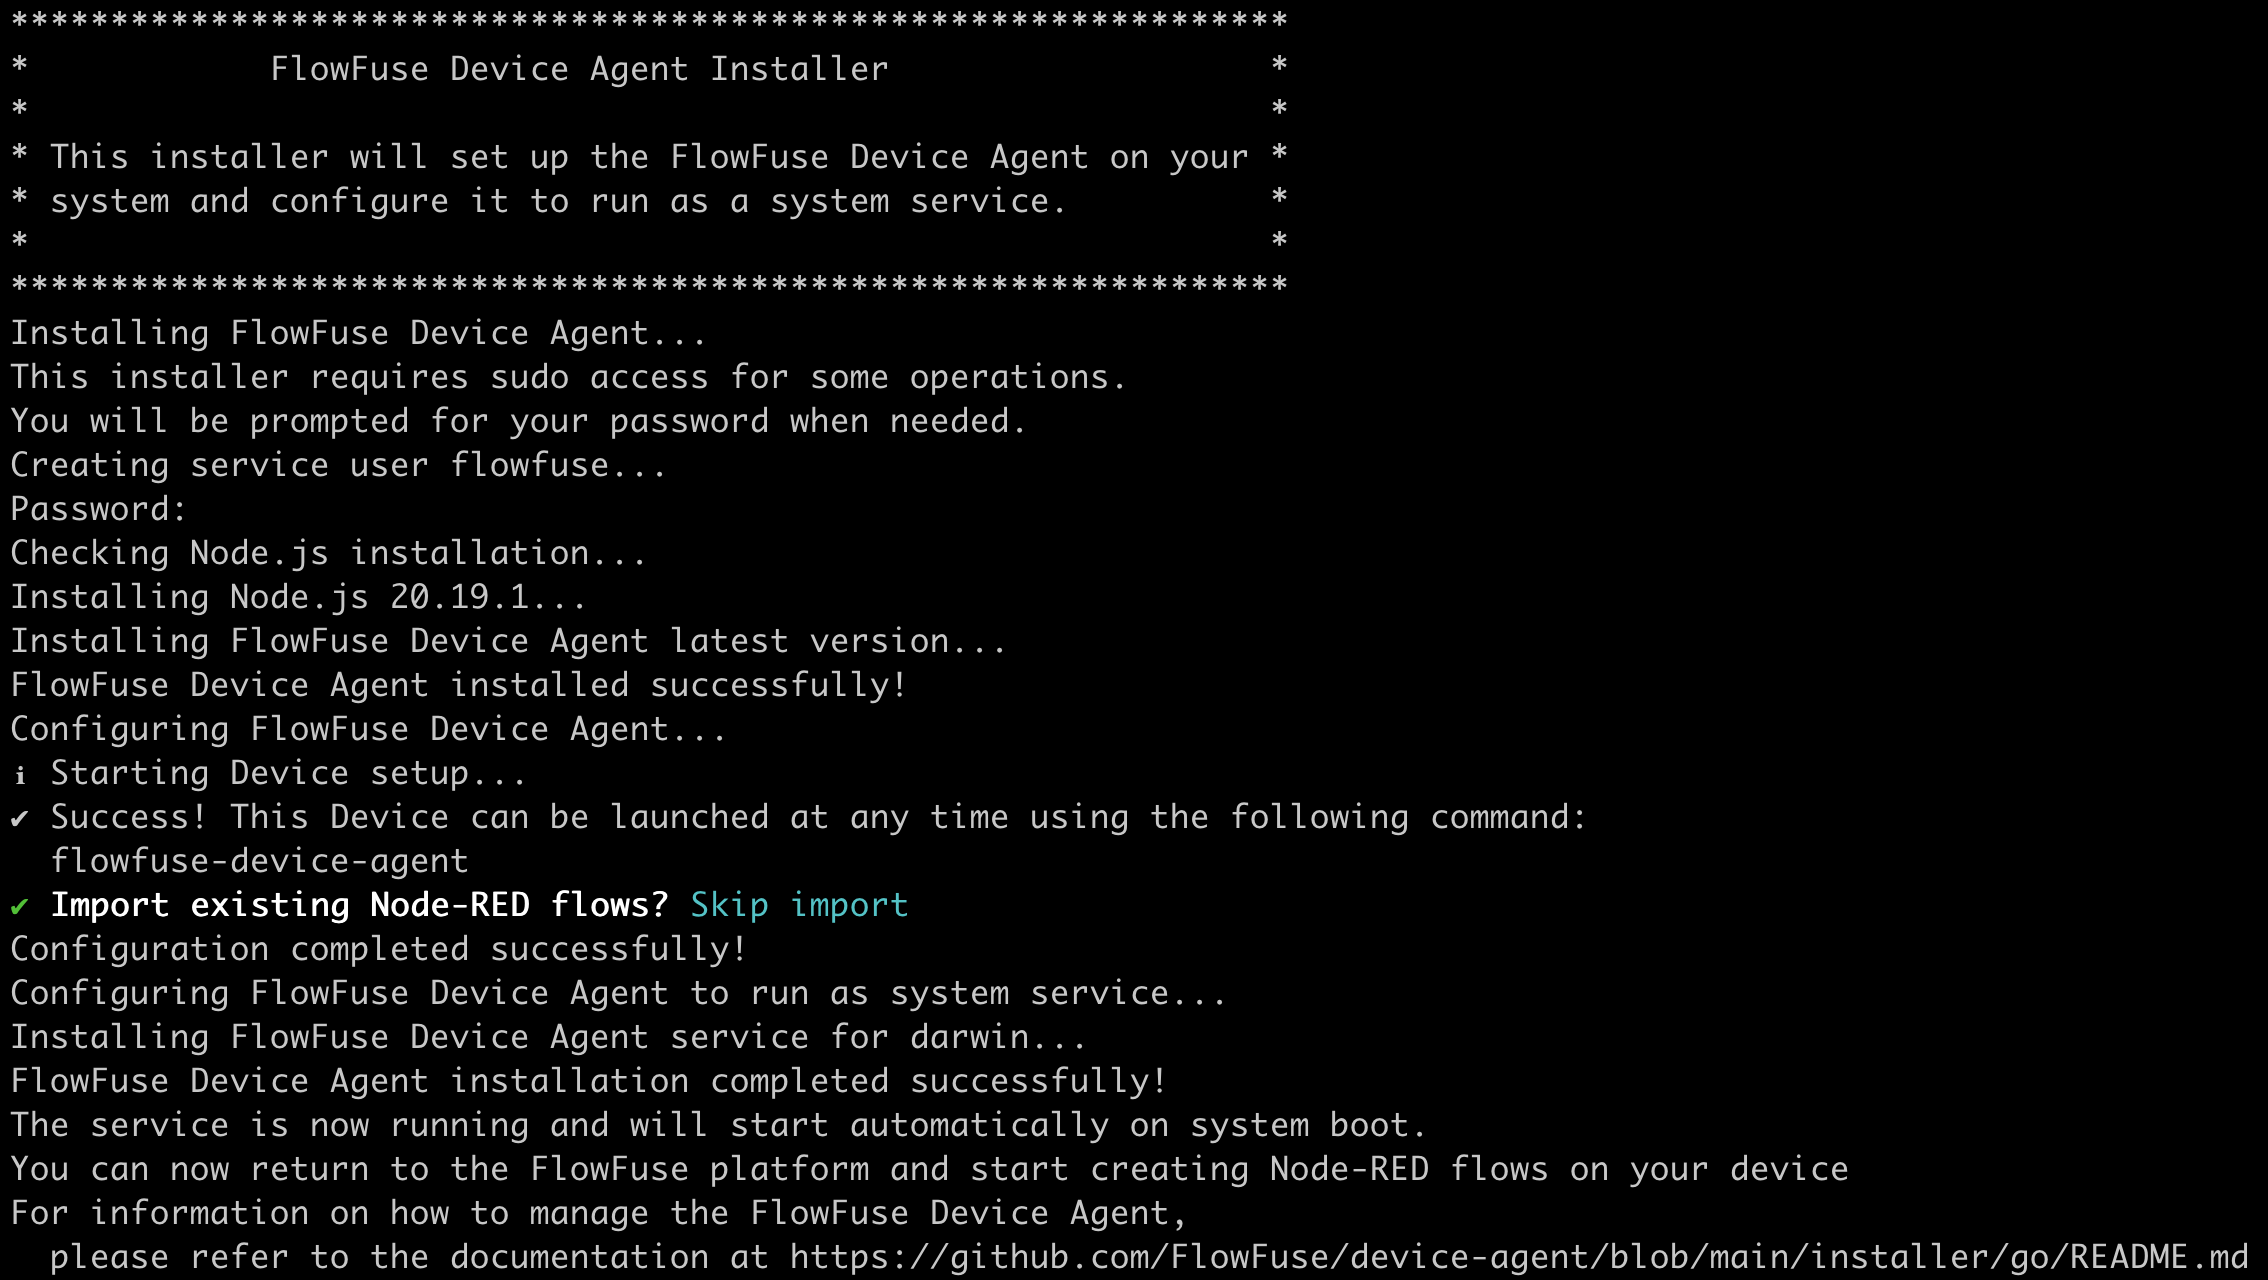 ****************************************************************
*            FlowFuse Device Agent Installer                   *
*                                                              *
* This installer will set up the FlowFuse Device Agent on your *
* system and configure it to run as a system service.          *
*                                                              *
****************************************************************
Installing FlowFuse Device Agent...
This installer requires sudo access for some operations.
You will be prompted for your password when needed.
Creating service user flowfuse...
Password:
Checking Node.js installation...
Installing Node.js 20.19.1...
Installing FlowFuse Device Agent latest version...
FlowFuse Device Agent installed successfully!
Configuring FlowFuse Device Agent...
ℹ Starting Device setup...
✔ Success! This Device can be launched at any time using the following command:
  flowfuse-device-agent
✔ Import existing Node-RED flows? Skip import
Configuration completed successfully!
Configuring FlowFuse Device Agent to run as system service...
Installing FlowFuse Device Agent service for darwin...
FlowFuse Device Agent installation completed successfully!
The service is now running and will start automatically on system boot.
You can now return to the FlowFuse platform and start creating Node-RED flows on your device
For information on how to manage the FlowFuse Device Agent,
  please refer to the documentation at https://github.com/FlowFuse/device-agent/blob/main/installer/go/README.md